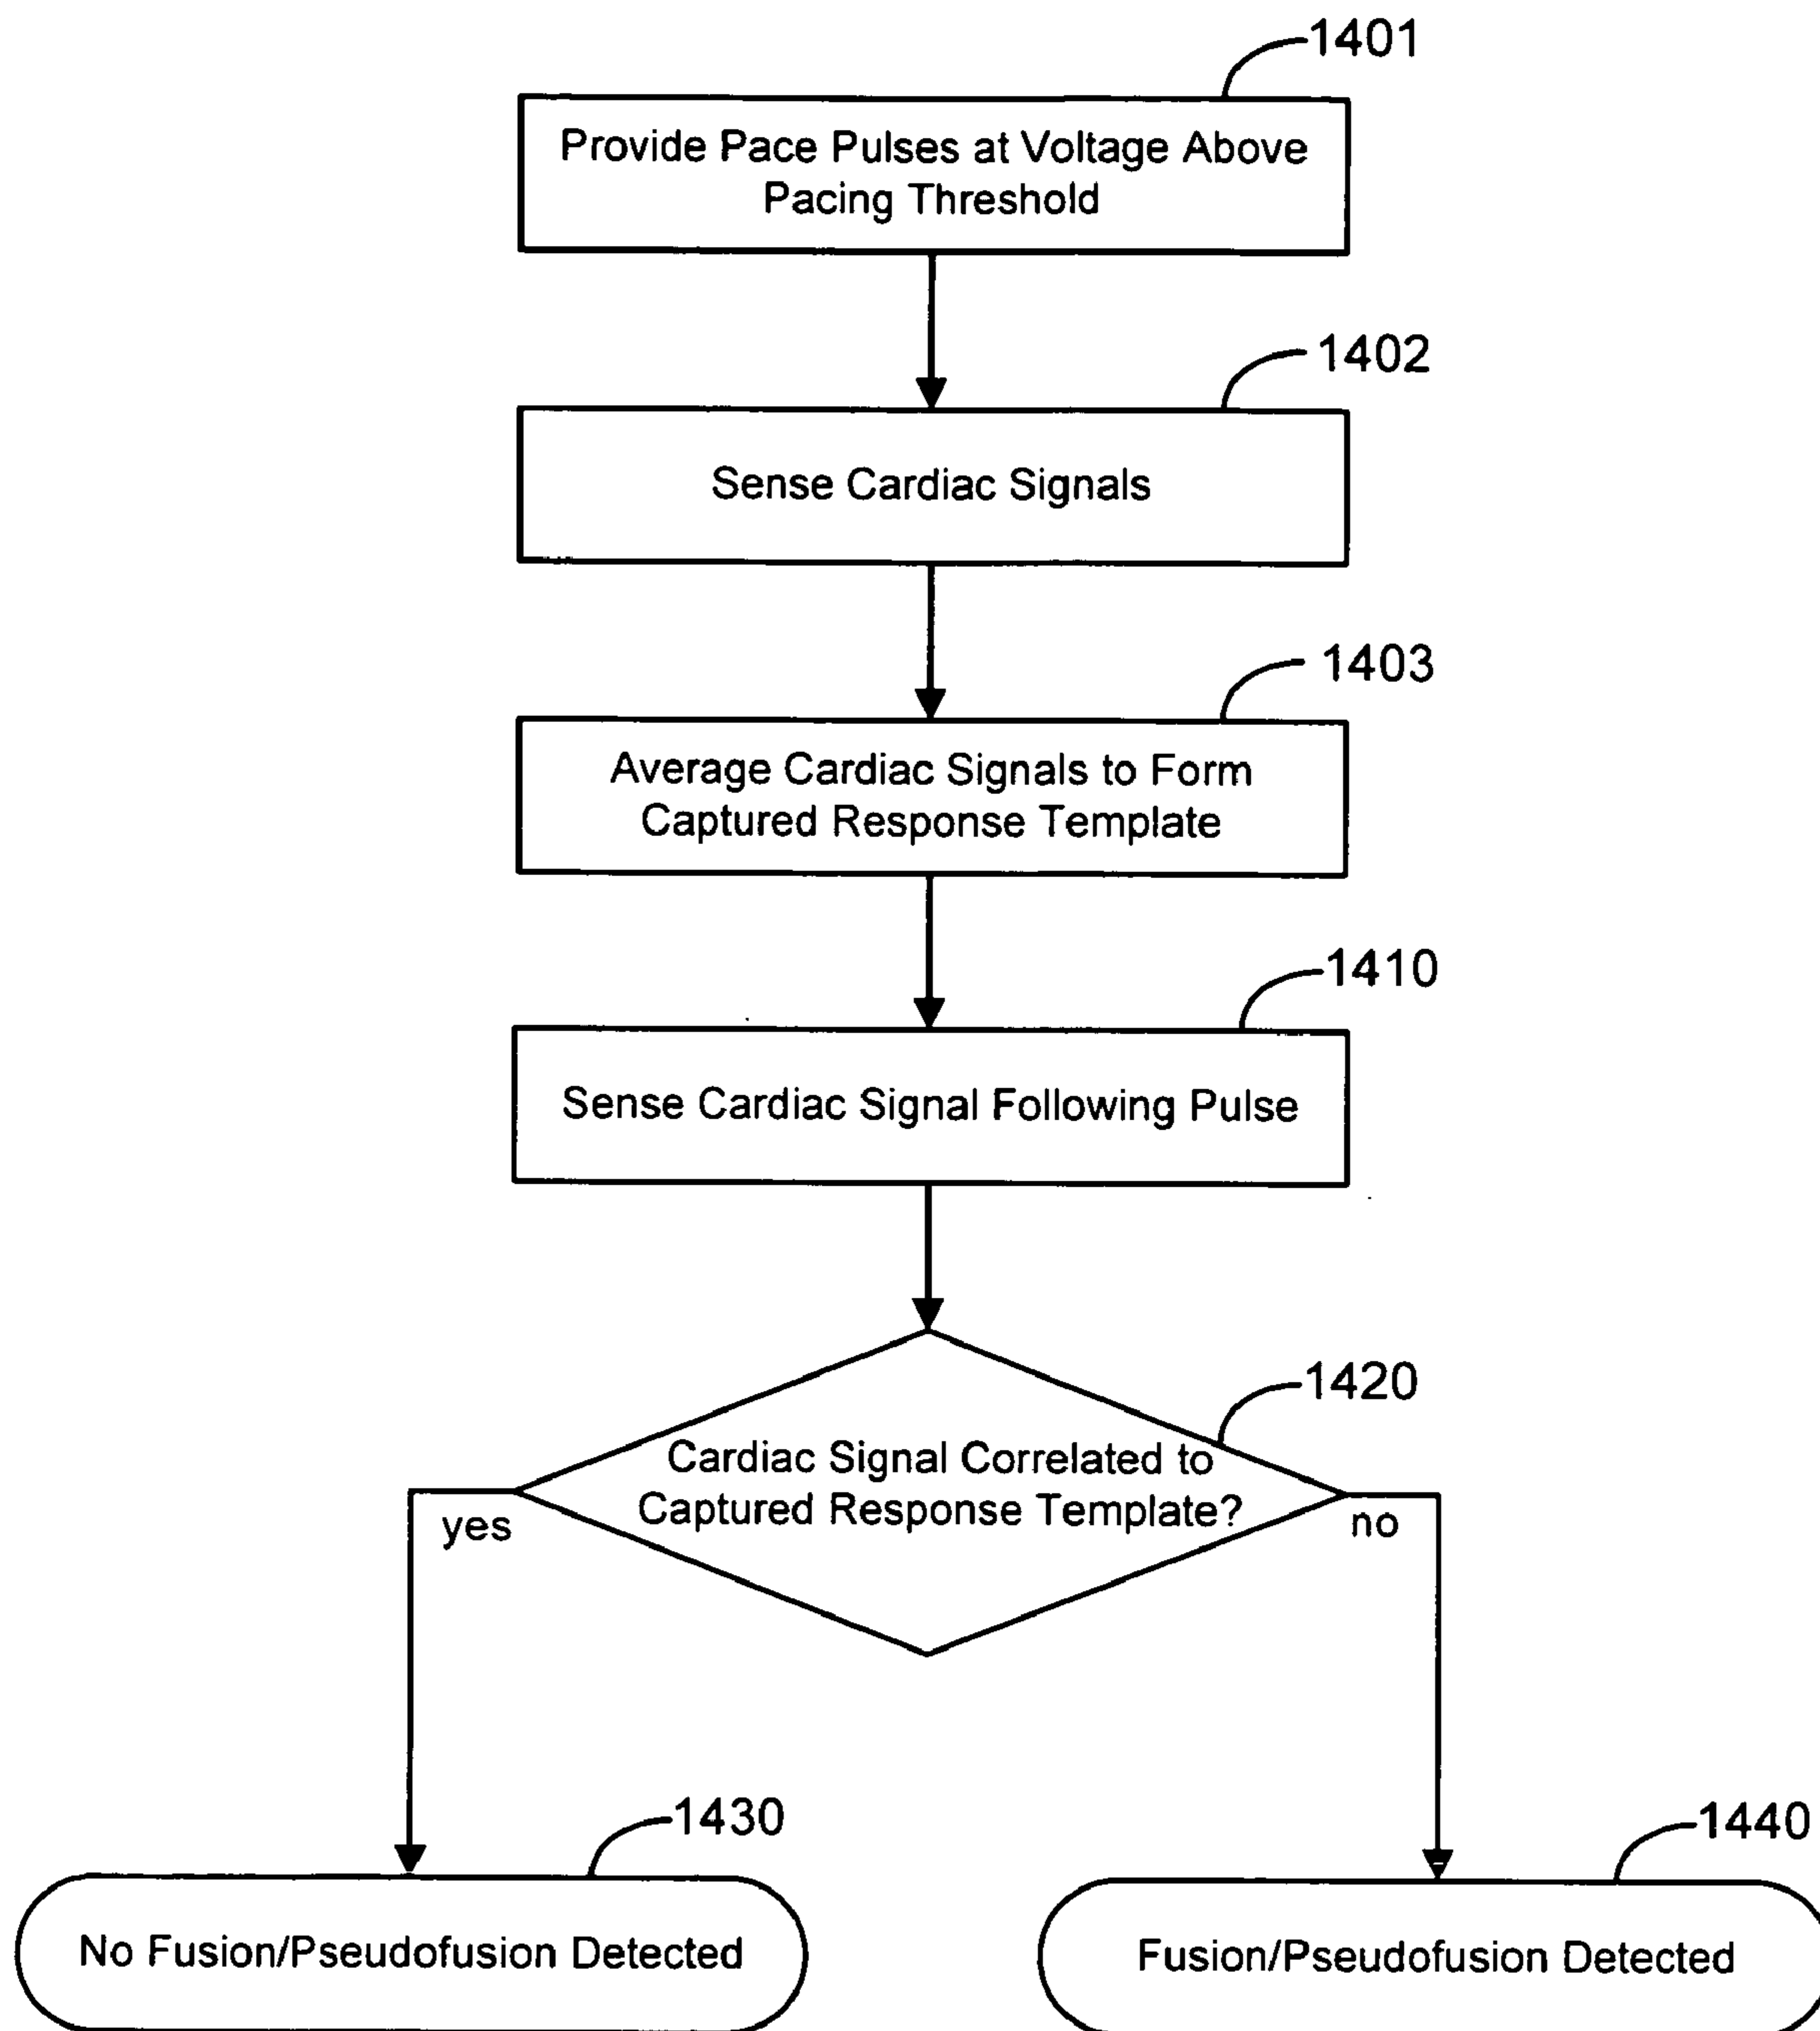 1401
Provide Pace Pulses at Voltage Above
Pacing Threshold
1402
Sense Cardiac Signals
1403
Average Cardiac Signals to Form
Captured Response Template
1410
Sense Cardiac Signal Following Pulse
1420
Cardiac Signal Correlated to
Captured Response Template?
yes
no
1430
No Fusion/Pseudofusion Detected
1440
Fusion/Pseudofusion Detected